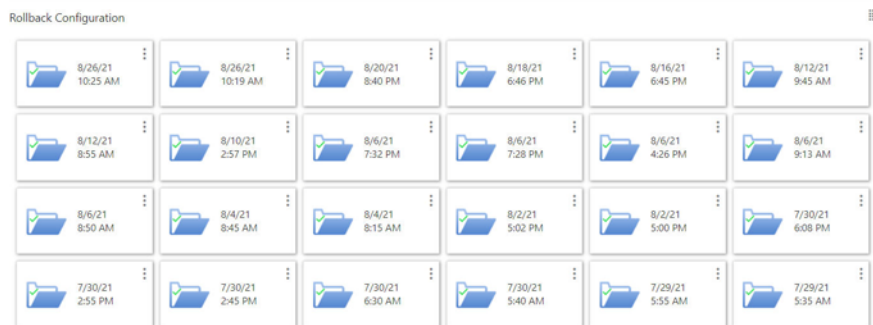 Rollback Configuration
8/26/21
10:25 AM
8/26/21
10:19 AM
8/20/21
8:40 PM
8/18/21
6:46 PM
8/16/21
6:45 PM
8/12/21
9:45 AM
8/12/21
8:55 AM
8/10/21
2:57 PM
8/6/21
7:32 PM
8/6/21
7:28 PM
8/6/21
4:26 PM
8/6/21
9:13 AM
8/6/21
8:50 AM
8/4/21
8:45 AM
8/4/21
8:15 AM
8/2/21
5:02 PM
8/2/21
5:00 PM
7/30/21
6:08 PM
7/30/21
2:55 PM
7/30/21
2:45 PM
7/30/21
6:30 AM
7/30/21
5:40 AM
7/29/21
5:55 AM
7/29/21
5:35 AM